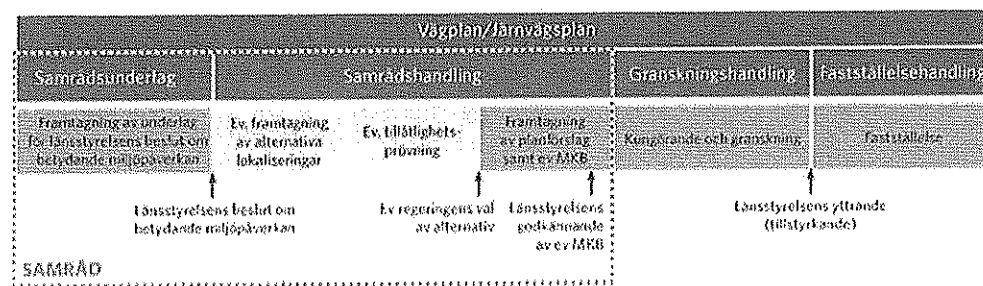 Vägplan/Järnvägsplan
Samrådsunderlag
Samrådshandling
Granskningshandling
Fastställelsehandling
Framtagning av underlag
för länsstyrelsens beslut om
betydande miljöpåverkan
Ev. framtagning
av alternativa
lokaliseringar
Ev. tillåtlighets-
prövning
Framtagning
av planförslag
samt ev MKB
Kungörande och granskning
Fastställelse
Länsstyrelsens beslut om
betydande miljöpåverkan
Ev regeringens val
av alternativ
Länsstyrelsens
godkännande
av ev MKB
Länsstyrelsens yttrande
(tillstyrkande)
SAMRÅD